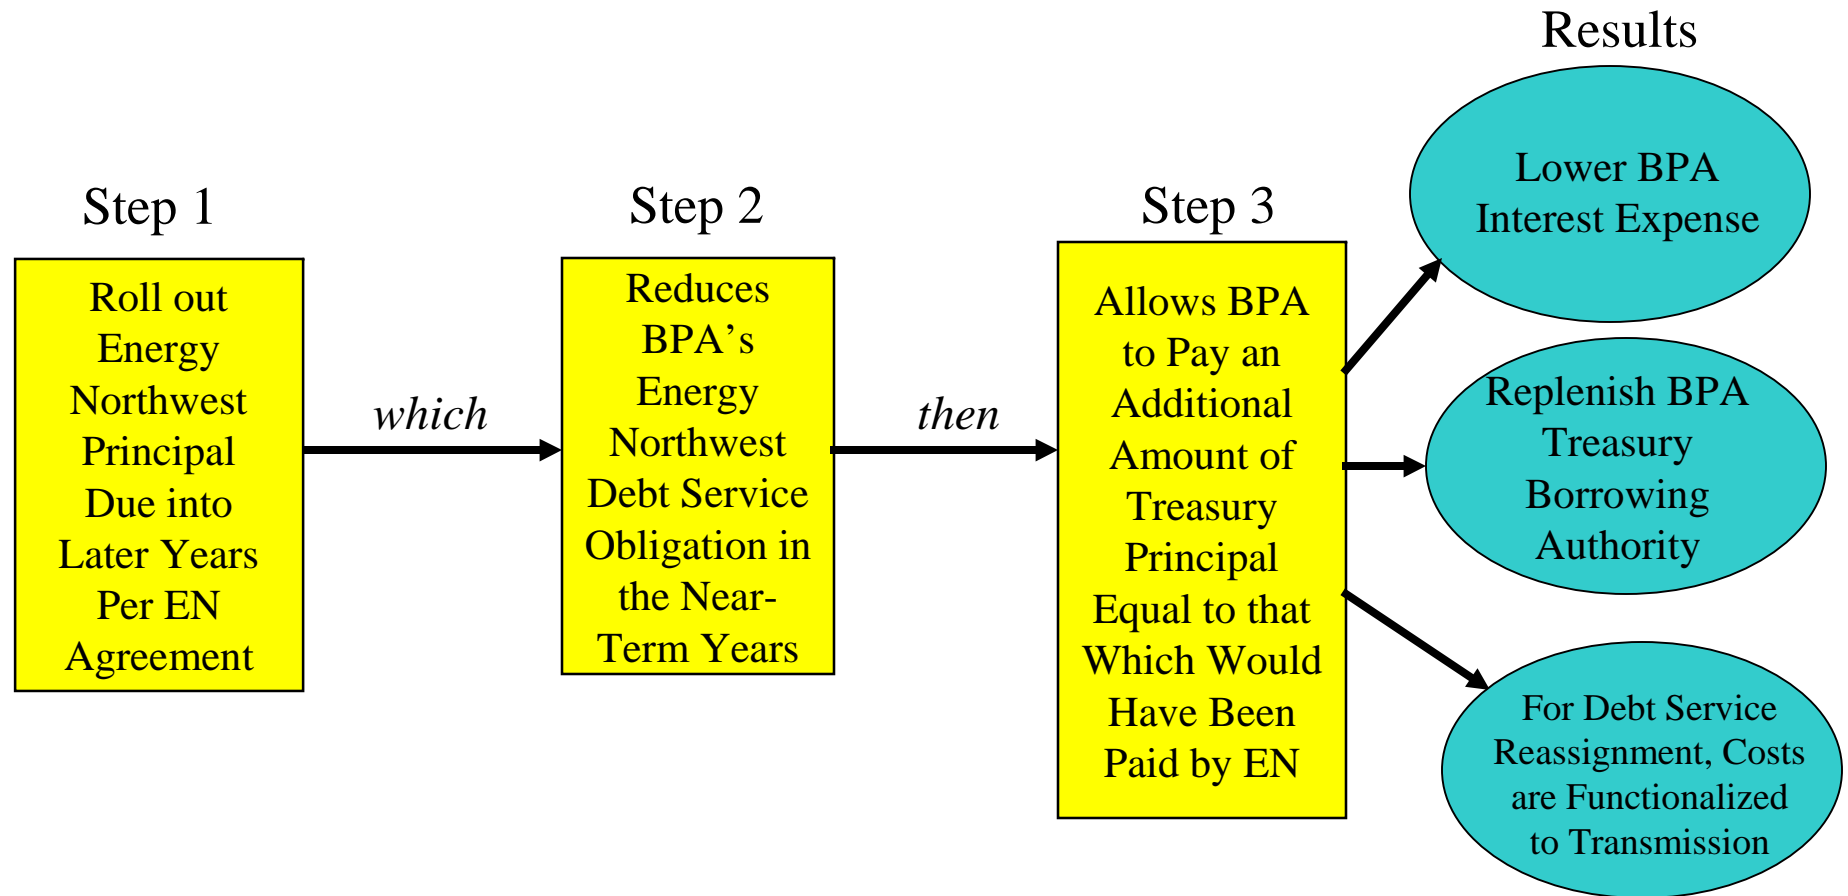 Step 1
Roll out
Energy
Northwest
Principal
Due into
Later Years
Per EN
Agreement
which
Step 2
Reduces
BPA’s
Energy
Northwest
Debt Service
Obligation in
the Near-
Term Years
then
Step 3
Allows BPA
to Pay an
Additional
Amount of
Treasury
Principal
Equal to that
Which Would
Have Been
Paid by EN
Results
Lower BPA
Interest Expense
Replenish BPA
Treasury
Borrowing
Authority
For Debt Service
Reassignment, Costs
are Functionalized
to Transmission